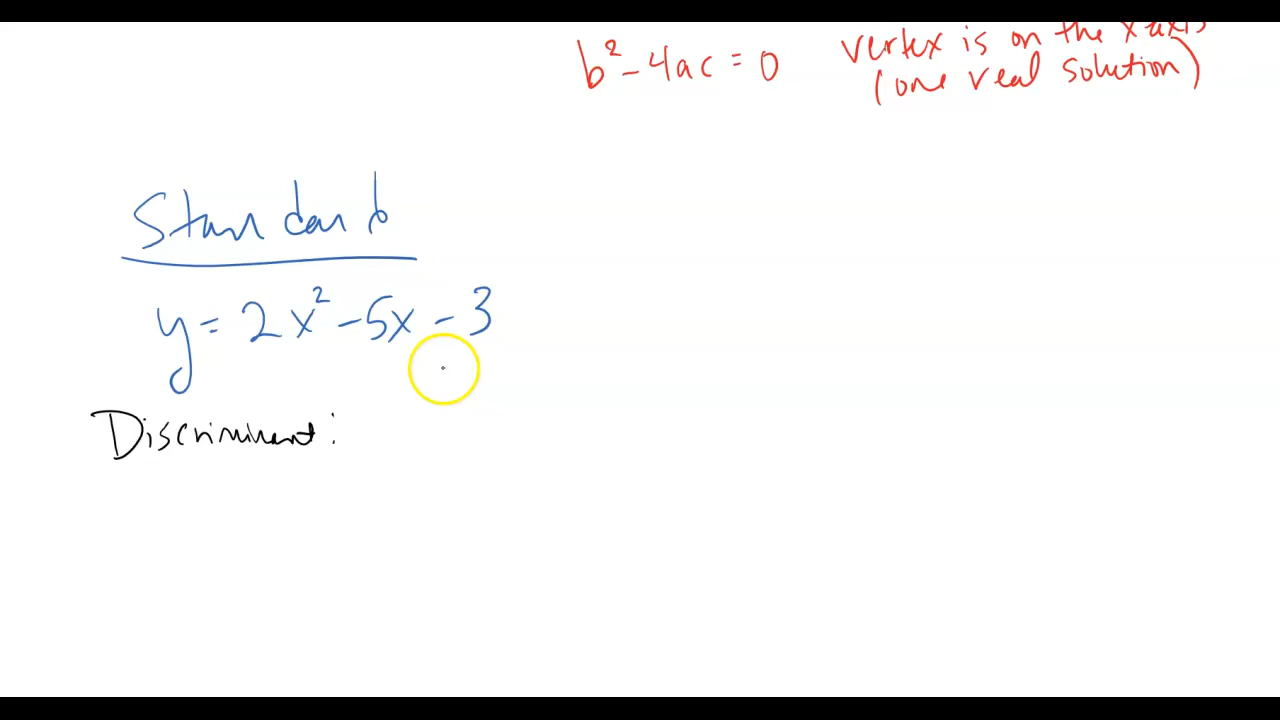 vertex is on the x axis
b² - 4ac = 0 (one real solution)
Standard
y = 2x² - 5x - 3
Discriminant: